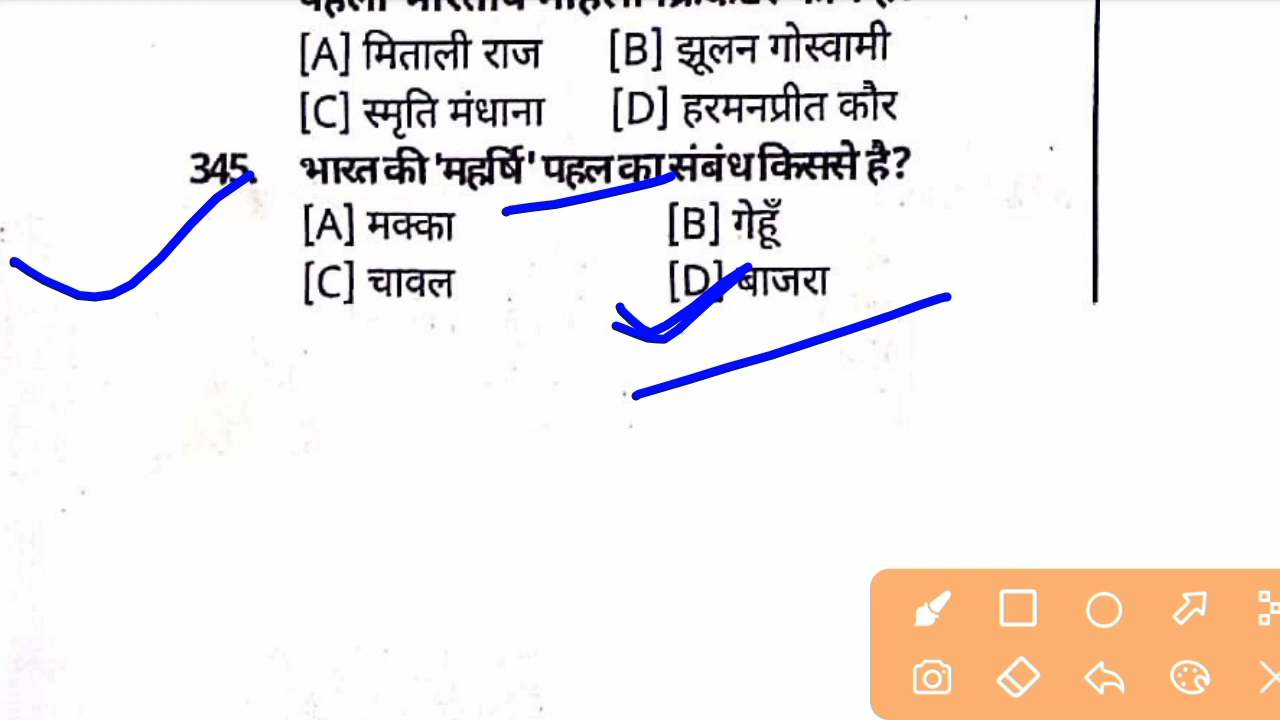 [A] मिताली राज [B] झूलन गोस्वामी
[C] स्मृति मंधाना [D] हरमनप्रीत कौर
345. भारत की 'महर्षि' पहल का संबंध किससे है?
[A] मक्का [B] गेहूँ
[C] चावल [D] बाजरा